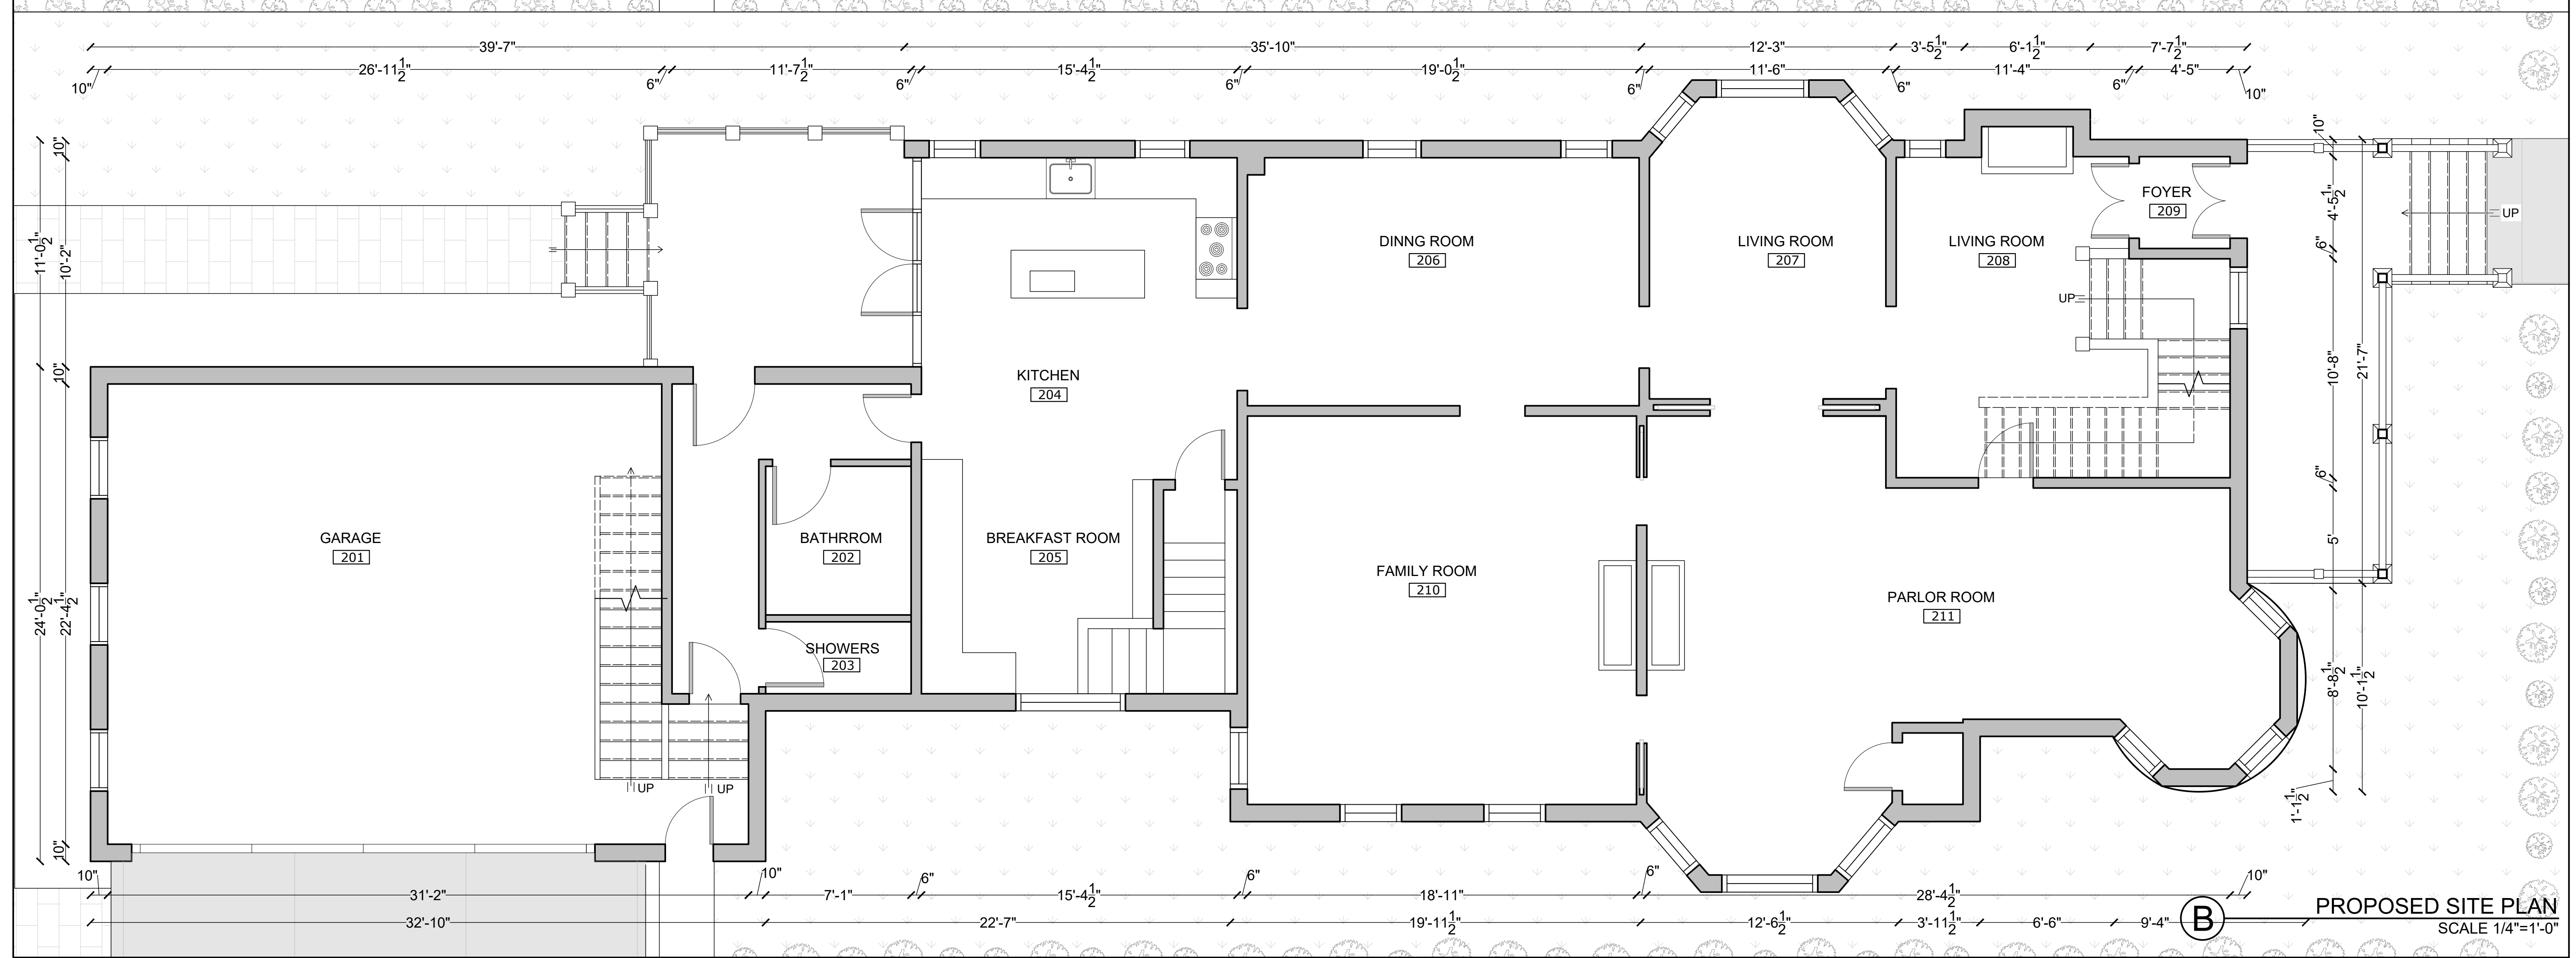 39'-7" 35'-10" 12'-3" 3'-5 1/2" 6'-1 1/2" 7'-7 1/2"
10" 26'-11 1/2" 6" 11'-7 1/2" 6" 15'-4 1/2" 6" 19'-0 1/2" 6" 11'-6" 6" 11'-4" 6" 4'-5" 10"
10"
11'-0 1/2"
10'-2"
10"
24'-0 1/2"
22'-4 1/2"
10"
FOYER
209
DINNG ROOM
206
LIVING ROOM
207
LIVING ROOM
208
UP
UP
KITCHEN
204
GARAGE
201
BATHRROM
202
BREAKFAST ROOM
205
FAMILY ROOM
210
PARLOR ROOM
211
SHOWERS
203
UP
UP
10"
4'-5 1/2"
6"
10'-8"
21'-7"
6"
5'
8'-8 1/2"
10'-1 1/2"
1'-1 1/2"
10" 31'-2" 10" 7'-1" 6" 15'-4 1/2" 6" 18'-11" 6" 28'-4 1/2" 10"
32'-10" 22'-7" 19'-11 1/2" 12'-6 1/2" 3'-11 1/2" 6'-6" 9'-4"
B
PROPOSED SITE PLAN
SCALE 1/4"=1'-0"